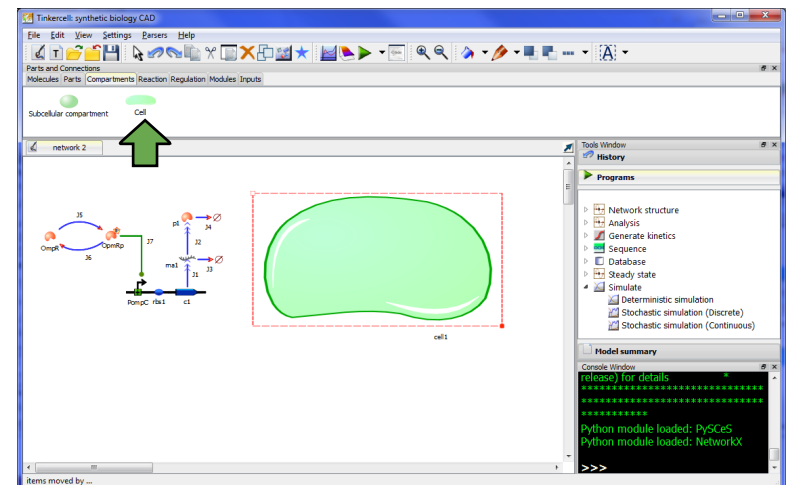 Tinkercell: synthetic biology CAD
File Edit View Settings Parsers Help
Parts and Connections
Molecules Parts Compartments Reaction Regulation Modules Inputs
Subcellular compartment Cell
network 2
Tools Window
History
Programs
Network structure
Analysis
Generate kinetics
Sequence
Database
Steady state
Simulate
Deterministic simulation
Stochastic simulation (Discrete)
Stochastic simulation (Continuous)
Model summary
Console Window
release) for details *
******************************
******************************
***********
Python module loaded: PySCeS
Python module loaded: NetworkX
>>>
J5
p1
J4
OmpR
OpmRp
J7
J2
J6
rna1
J3
J1
PompC rbs1 c1
cell1
items moved by ...